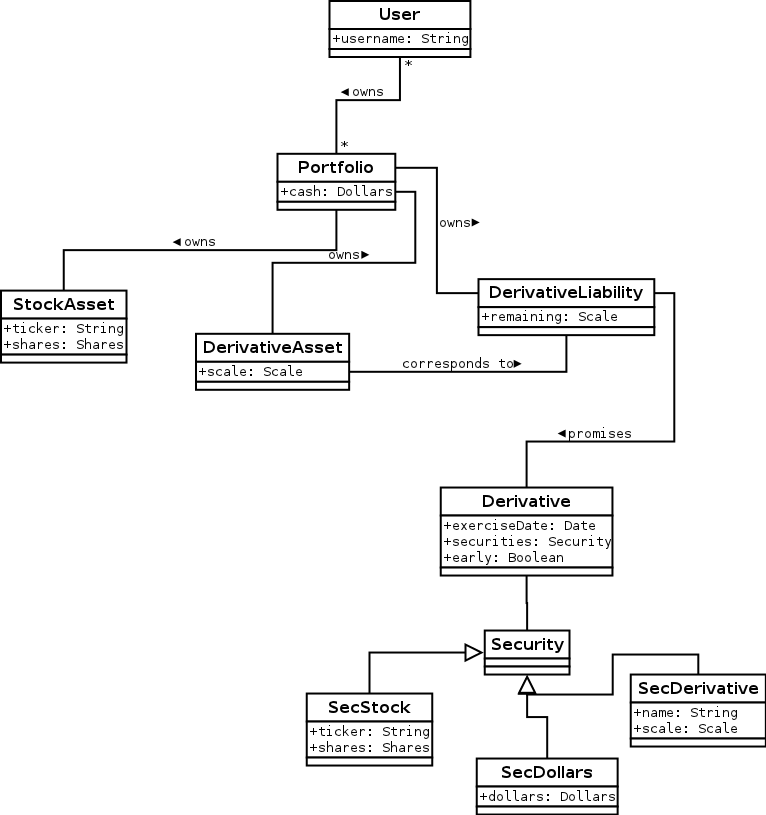 User
+username: String
*
◄owns
*
Portfolio
+cash: Dollars
owns►
◄owns
owns►
StockAsset
+ticker: String
+shares: Shares
DerivativeLiability
+remaining: Scale
DerivativeAsset
+scale: Scale
corresponds to►
◄promises
Derivative
+exerciseDate: Date
+securities: Security
+early: Boolean
Security
SecStock
+ticker: String
+shares: Shares
SecDerivative
+name: String
+scale: Scale
SecDollars
+dollars: Dollars